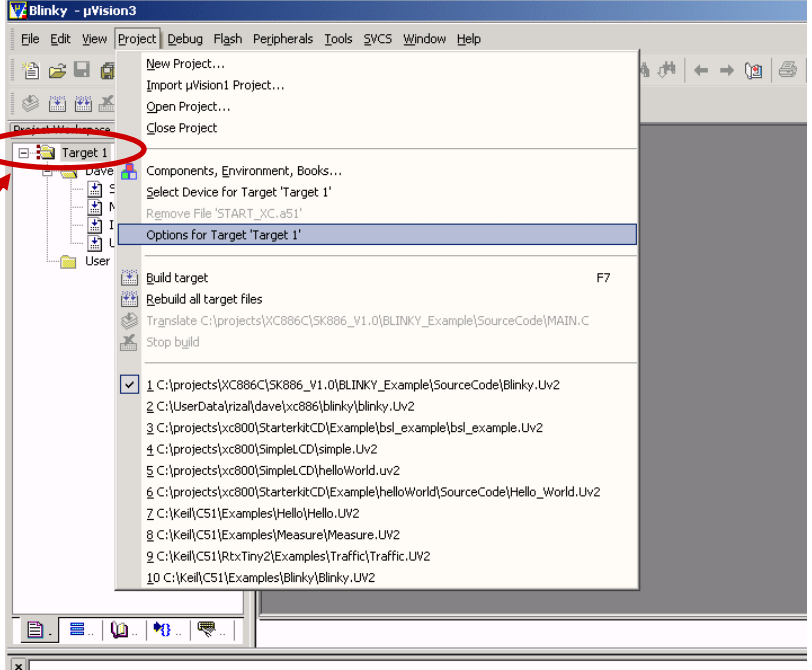 Blinky - µVision3
File Edit View Project Debug Flash Peripherals Tools SVCS Window Help
New Project...
Import µVision1 Project...
Open Project...
Close Project
Project Workspace
Target 1
Components, Environment, Books...
Dave
Select Device for Target 'Target 1'
Remove File 'START_XC.a51'
Options for Target 'Target 1'
User
Build target F7
Rebuild all target files
Translate C:\projects\XC886C\SK886_V1.0\BLINKY_Example\SourceCode\MAIN.C
Stop build
1 C:\projects\XC886C\SK886_V1.0\BLINKY_Example\SourceCode\Blinky.Uv2
2 C:\UserData\rizal\dave\xc886\blinky\blinky.Uv2
3 C:\projects\xc800\StarterkitCD\Example\bsl_example\bsl_example.Uv2
4 C:\projects\xc800\SimpleLCD\simple.Uv2
5 C:\projects\xc800\SimpleLCD\helloWorld.uv2
6 C:\projects\xc800\StarterkitCD\Example\helloWorld\SourceCode\Hello_World.Uv2
7 C:\Keil\C51\Examples\Hello\Hello.UV2
8 C:\Keil\C51\Examples\Measure\Measure.UV2
9 C:\Keil\C51\RtxTiny2\Examples\Traffic\Traffic.UV2
10 C:\Keil\C51\Examples\Blinky\Blinky.UV2